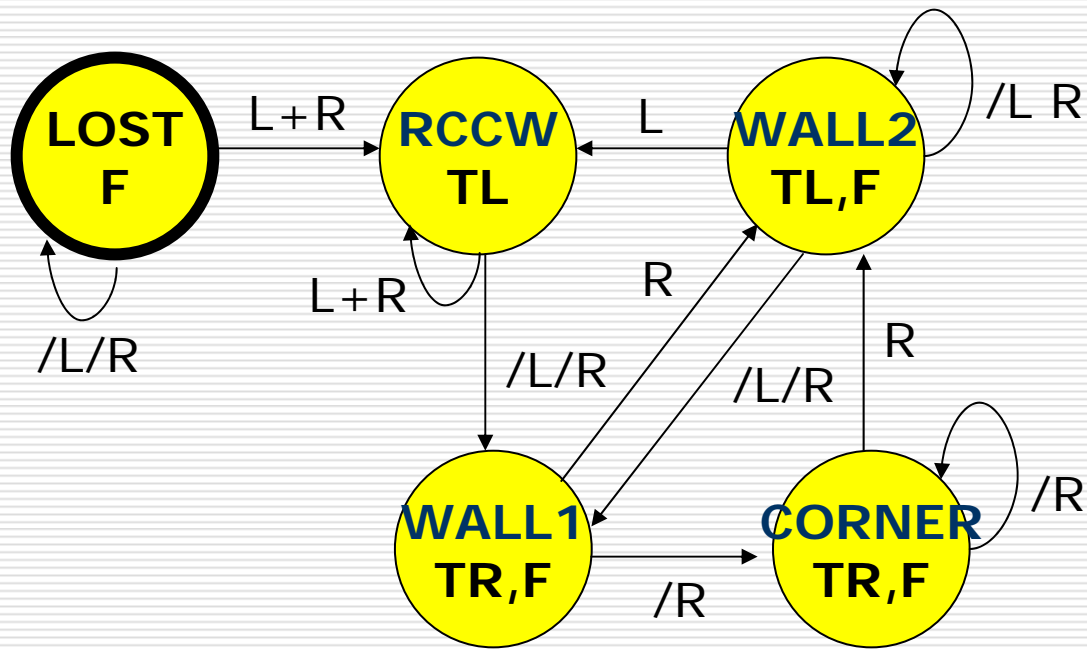 LOST
F
L+R
RCCW
TL
L
WALL2
TL,F
/L R
/L/R
L+R
/L/R
R
/L/R
R
WALL1
TR,F
/R
CORNER
TR,F
/R